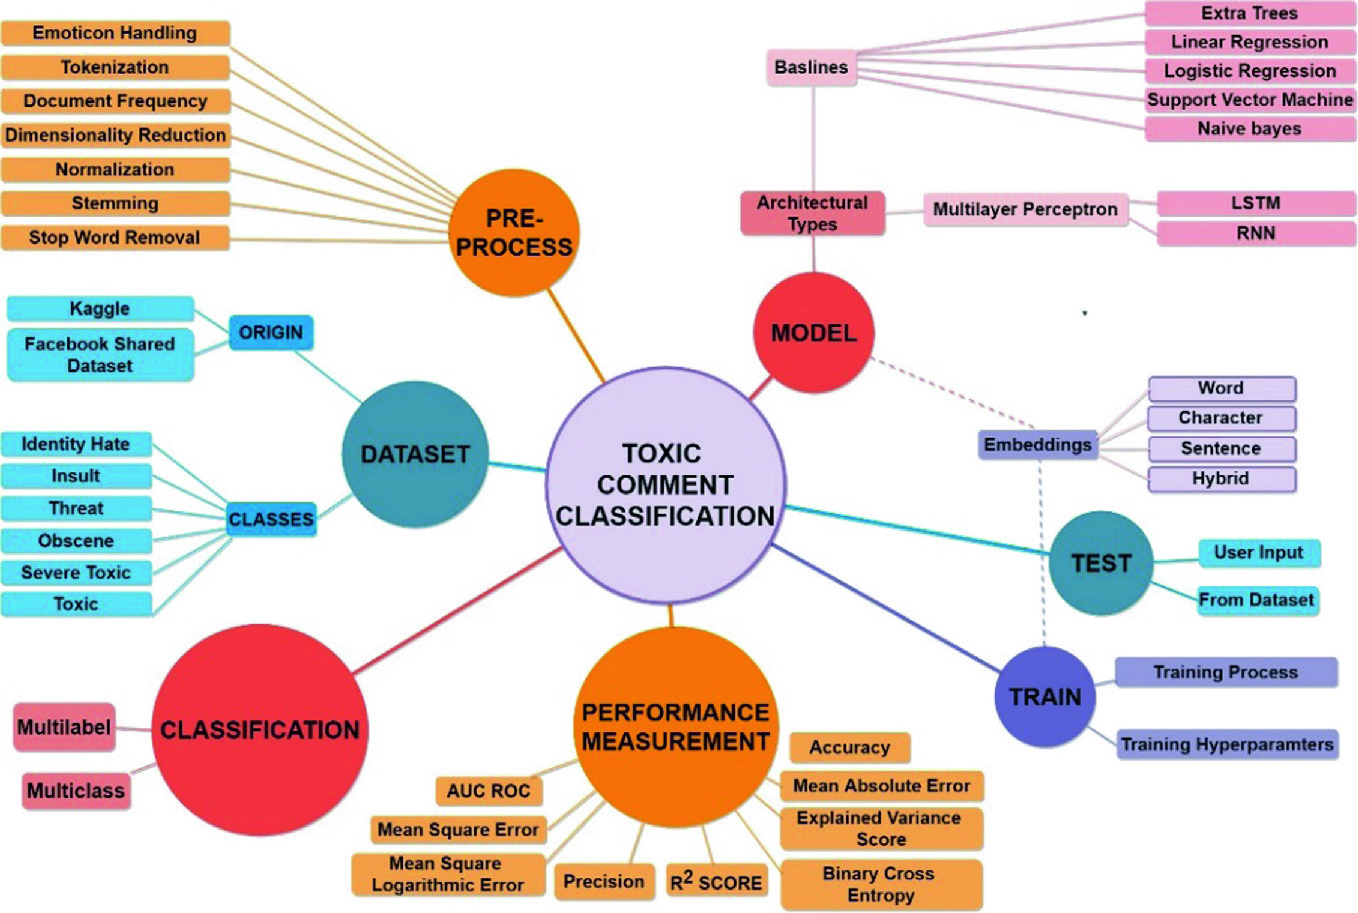 Emoticon Handling
Tokenization
Document Frequency
Dimensionality Reduction
Normalization
Stemming
Stop Word Removal
PRE-
PROCESS
Baslines
Extra Trees
Linear Regression
Logistic Regression
Support Vector Machine
Naive bayes
Architectural
Types
Multilayer Perceptron
LSTM
RNN
MODEL
Kaggle
Facebook Shared
Dataset
ORIGIN
DATASET
Identity Hate
Insult
Threat
Obscene
Severe Toxic
Toxic
CLASSES
TOXIC
COMMENT
CLASSIFICATION
Embeddings
Word
Character
Sentence
Hybrid
TEST
User Input
From Dataset
TRAIN
Training Process
Training Hyperparamters
CLASSIFICATION
Multilabel
Multiclass
PERFORMANCE
MEASUREMENT
AUC ROC
Mean Square Error
Mean Square
Logarithmic Error
Precision
R2 SCORE
Accuracy
Mean Absolute Error
Explained Variance
Score
Binary Cross
Entropy